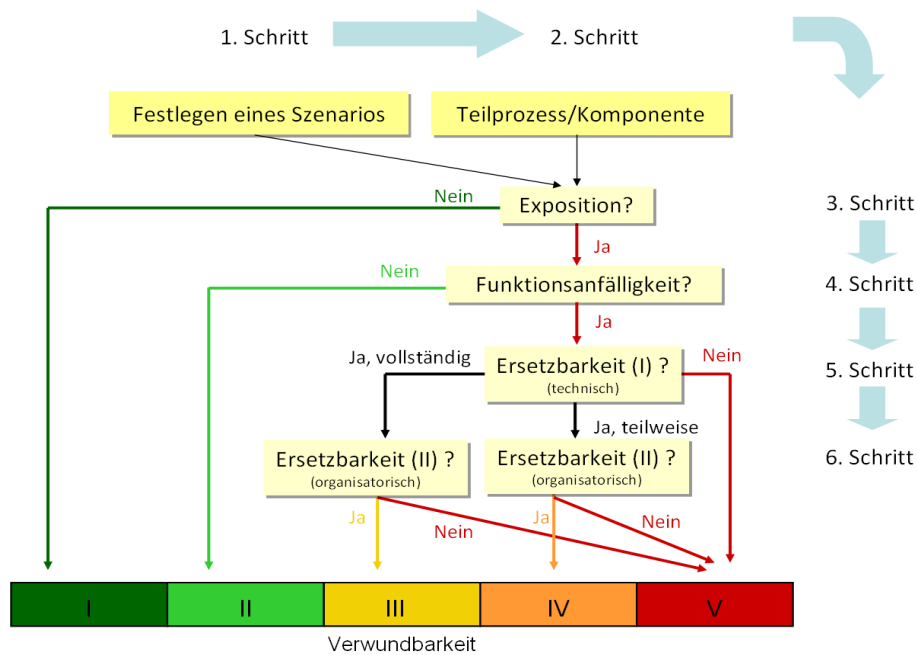 1. Schritt
2. Schritt
Festlegen eines Szenarios
Teilprozess/Komponente
Nein
Exposition?
3. Schritt
Ja
Nein
Funktionsanfälligkeit?
4. Schritt
Ja
Ja, vollständig
Ersetzbarkeit (I) ?
(technisch)
Nein
5. Schritt
Ja, teilweise
Ersetzbarkeit (II) ?
(organisatorisch)
Ersetzbarkeit (II) ?
(organisatorisch)
6. Schritt
Ja
Nein
Ja
Nein
I
II
III
IV
V
Verwundbarkeit